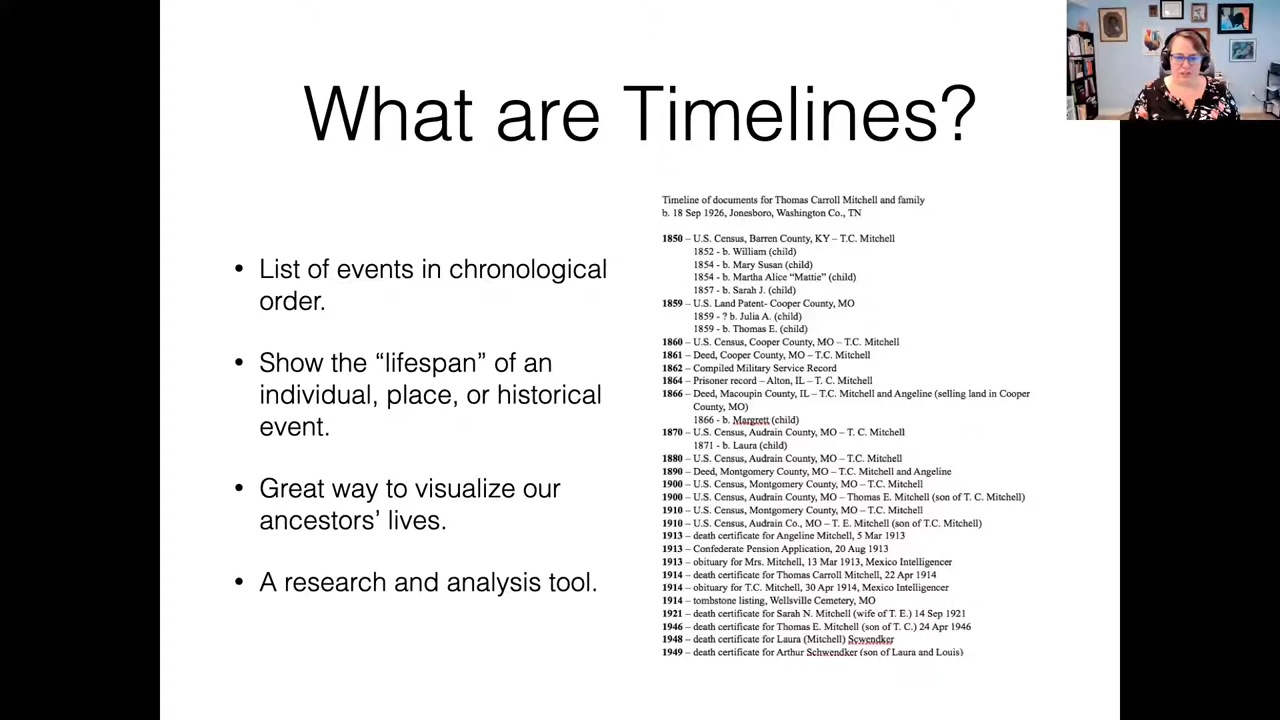 What are Timelines?
• List of events in chronological
order.
• Show the “lifespan” of an
individual, place, or historical
event.
• Great way to visualize our
ancestors’ lives.
• A research and analysis tool.
Timeline of documents for Thomas Carroll Mitchell and family
b. 18 Sep 1926, Jonesboro, Washington Co., TN
1850 – U.S. Census, Barren County, KY – T.C. Mitchell
1852 - b. William (child)
1854 - b. Mary Susan (child)
1854 - b. Martha Alice “Mattie” (child)
1857 - b. Sarah J. (child)
1859 – U.S. Land Patent- Cooper County, MO
1859 - ? b. Julia A. (child)
1859 - b. Thomas E. (child)
1860 – U.S. Census, Cooper County, MO – T.C. Mitchell
1861 – Deed, Cooper County, MO – T.C. Mitchell
1862 – Compiled Military Service Record
1864 – Prisoner record – Alton, IL – T. C. Mitchell
1866 – Deed, Macoupin County, IL – T.C. Mitchell and Angeline (selling land in Cooper
County, MO)
1866 - b. Margrett (child)
1870 – U.S. Census, Audrain County, MO – T. C. Mitchell
1871 - b. Laura (child)
1880 – U.S. Census, Audrain County, MO – T.C. Mitchell
1890 – Deed, Montgomery County, MO – T.C. Mitchell and Angeline
1900 – U.S. Census, Montgomery County, MO – T.C. Mitchell
1900 – U.S. Census, Audrain County, MO – Thomas E. Mitchell (son of T. C. Mitchell)
1910 – U.S. Census, Montgomery County, MO – T.C. Mitchell
1910 – U.S. Census, Audrain Co., MO – T. E. Mitchell (son of T.C. Mitchell)
1913 – death certificate for Angeline Mitchell, 5 Mar 1913
1913 – Confederate Pension Application, 20 Aug 1913
1913 – obituary for Mrs. Mitchell, 13 Mar 1913, Mexico Intelligencer
1914 – death certificate for Thomas Carroll Mitchell, 22 Apr 1914
1914 – obituary for T.C. Mitchell, 30 Apr 1914, Mexico Intelligencer
1914 – tombstone listing, Wellsville Cemetery, MO
1921 – death certificate for Sarah N. Mitchell (wife of T. E.) 14 Sep 1921
1946 – death certificate for Thomas E. Mitchell (son of T. C.) 24 Apr 1946
1948 – death certificate for Laura (Mitchell) Scwendker
1949 – death certificate for Arthur Schwendker (son of Laura and Louis)